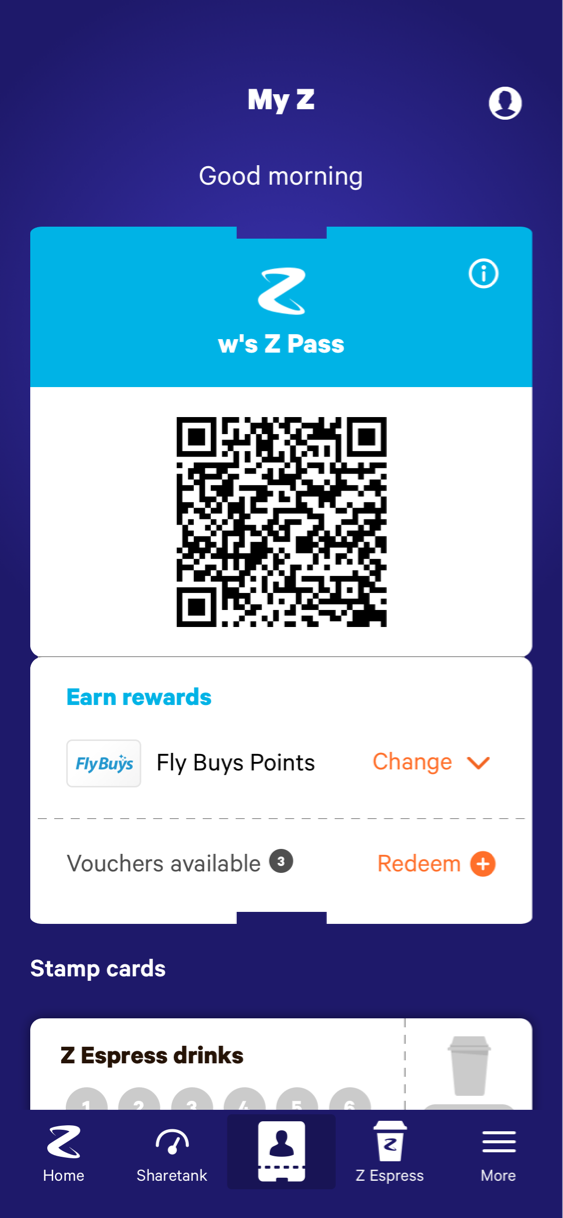 My Z
Good morning
w's Z Pass
Earn rewards
FlyBuys Fly Buys Points Change
Vouchers available 3 Redeem
Stamp cards
Z Espress drinks
1 2 3 4 5 6
Home Sharetank Z Espress More